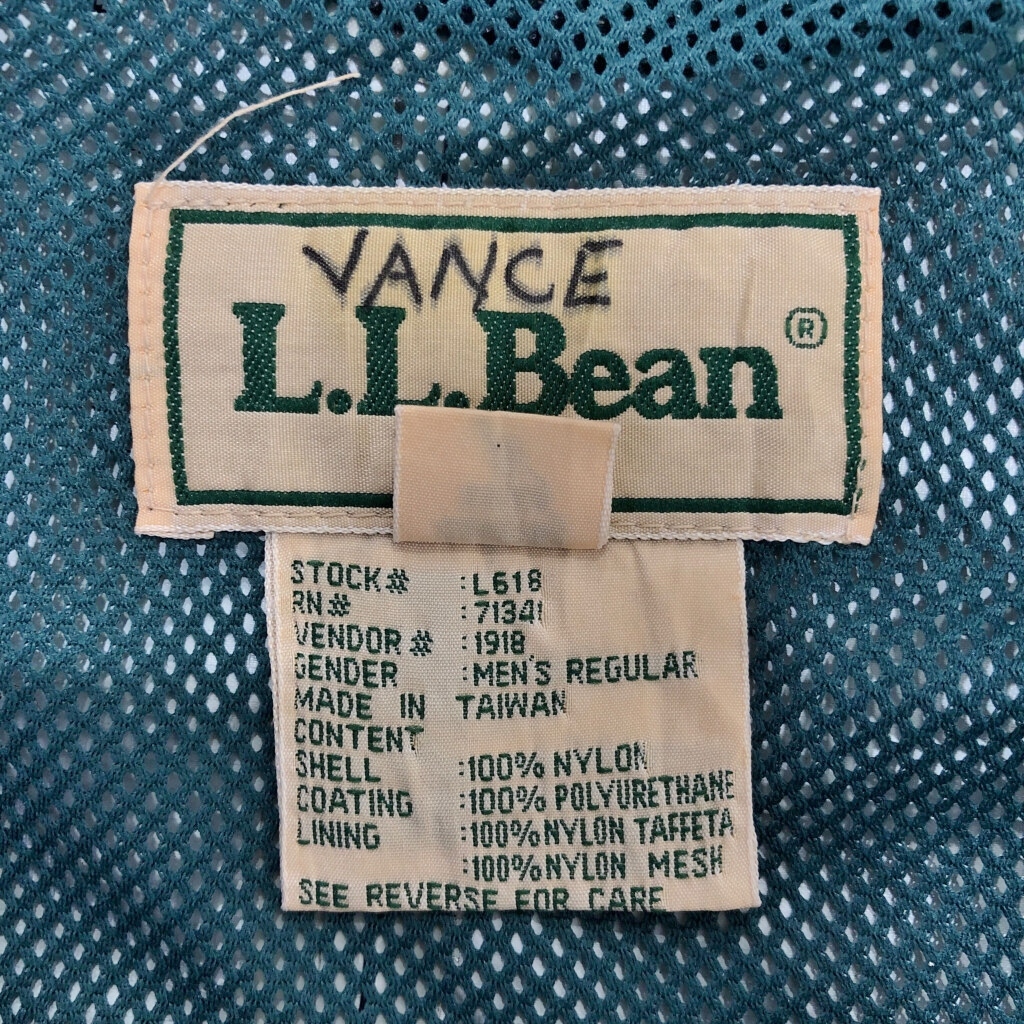 VANCE
L.L.Bean®
STOCK# :L618
RN# :71341
VENDOR# :1918
GENDER :MEN'S REGULAR
MADE IN TAIWAN
CONTENT
SHELL :100% NYLON
COATING :100% POLYURETHANE
LINING :100% NYLON TAFFETA
:100% NYLON MESH
SEE REVERSE FOR CARE